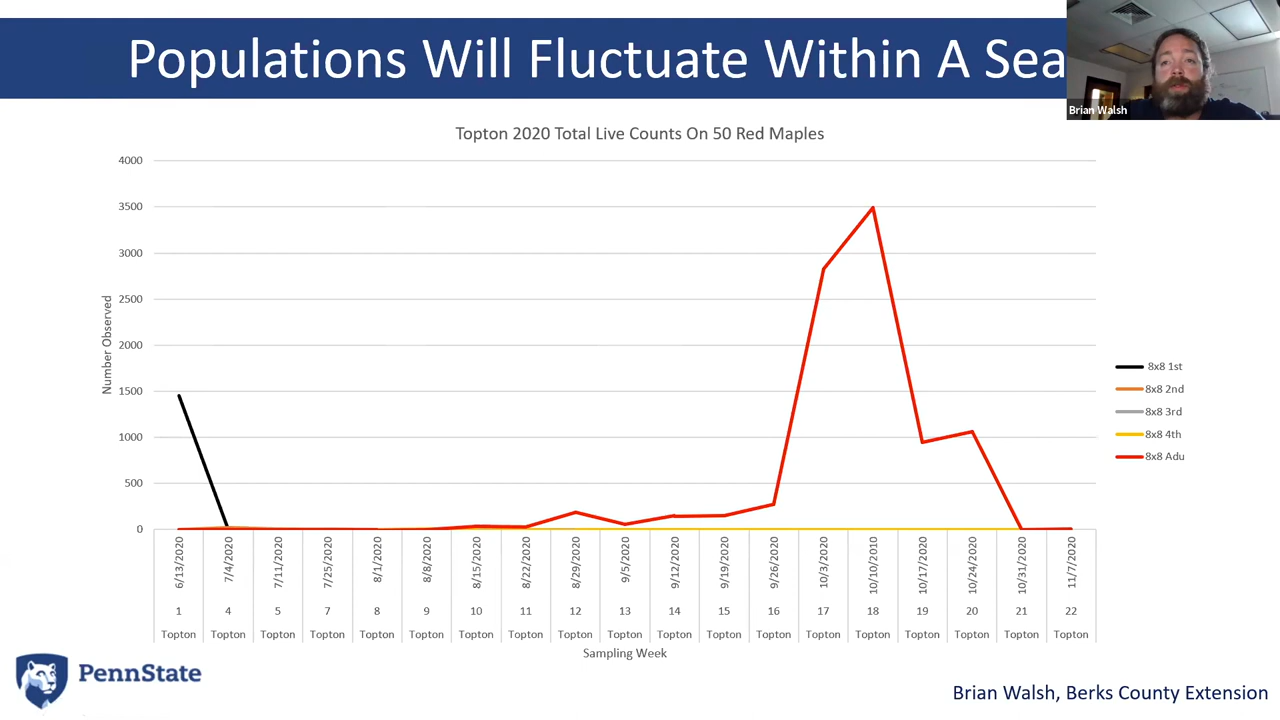 Populations Will Fluctuate Within A Sea
Brian Walsh
Topton 2020 Total Live Counts On 50 Red Maples
4000
3500
3000
2500
2000
1500
1000
500
0
Number Observed
8x8 1st
8x8 2nd
8x8 3rd
8x8 4th
8x8 Adu
6/13/2020 7/4/2020 7/11/2020 7/25/2020 8/1/2020 8/8/2020 8/15/2020 8/22/2020 8/29/2020 9/5/2020 9/12/2020 9/19/2020 9/26/2020 10/3/2020 10/10/2010 10/17/2020 10/24/2020 10/31/2020 11/7/2020
1 4 5 7 8 9 10 11 12 13 14 15 16 17 18 19 20 21 22
Topton Topton Topton Topton Topton Topton Topton Topton Topton Topton Topton Topton Topton Topton Topton Topton Topton Topton Topton
Sampling Week
PennState
Brian Walsh, Berks County Extension